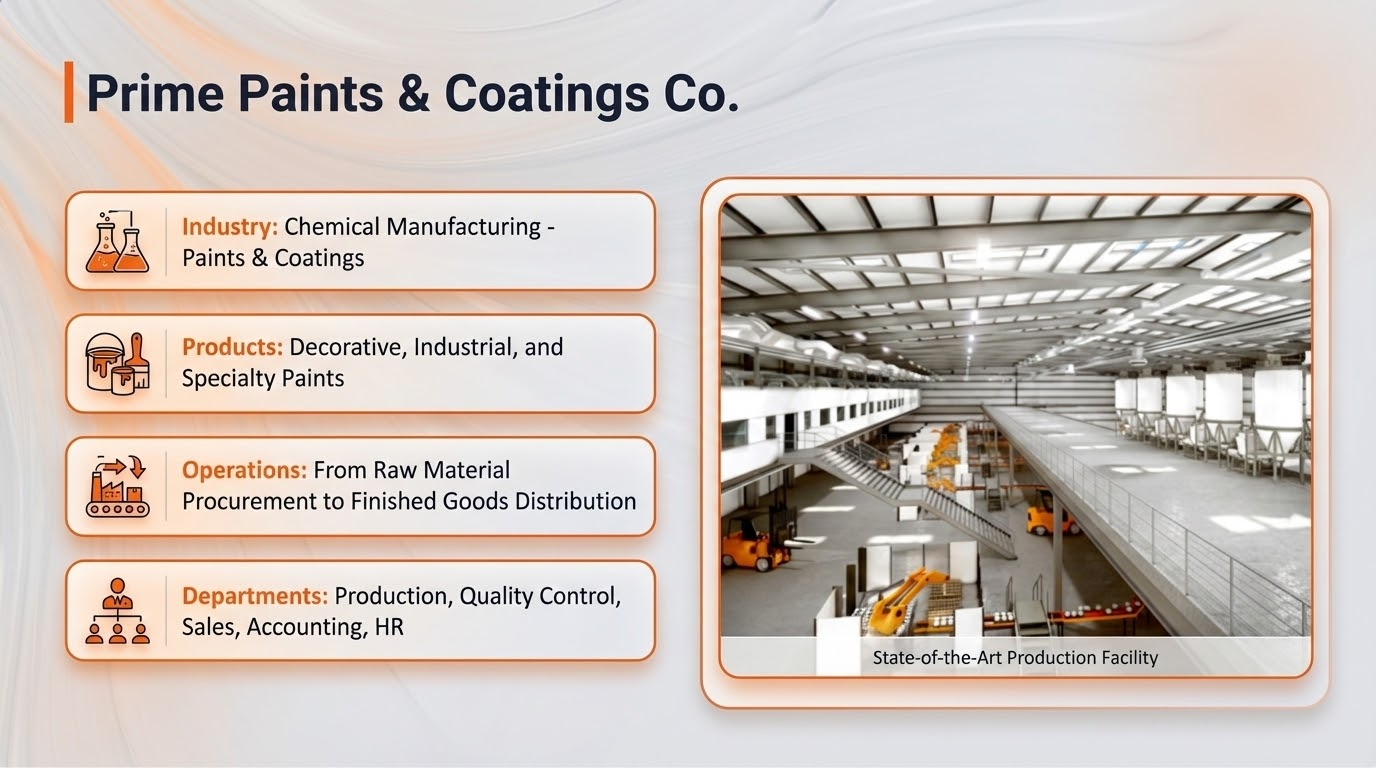 Prime Paints & Coatings Co.
Industry: Chemical Manufacturing -
Paints & Coatings
Products: Decorative, Industrial, and
Specialty Paints
Operations: From Raw Material
Procurement to Finished Goods Distribution
Departments: Production, Quality Control,
Sales, Accounting, HR
State-of-the-Art Production Facility